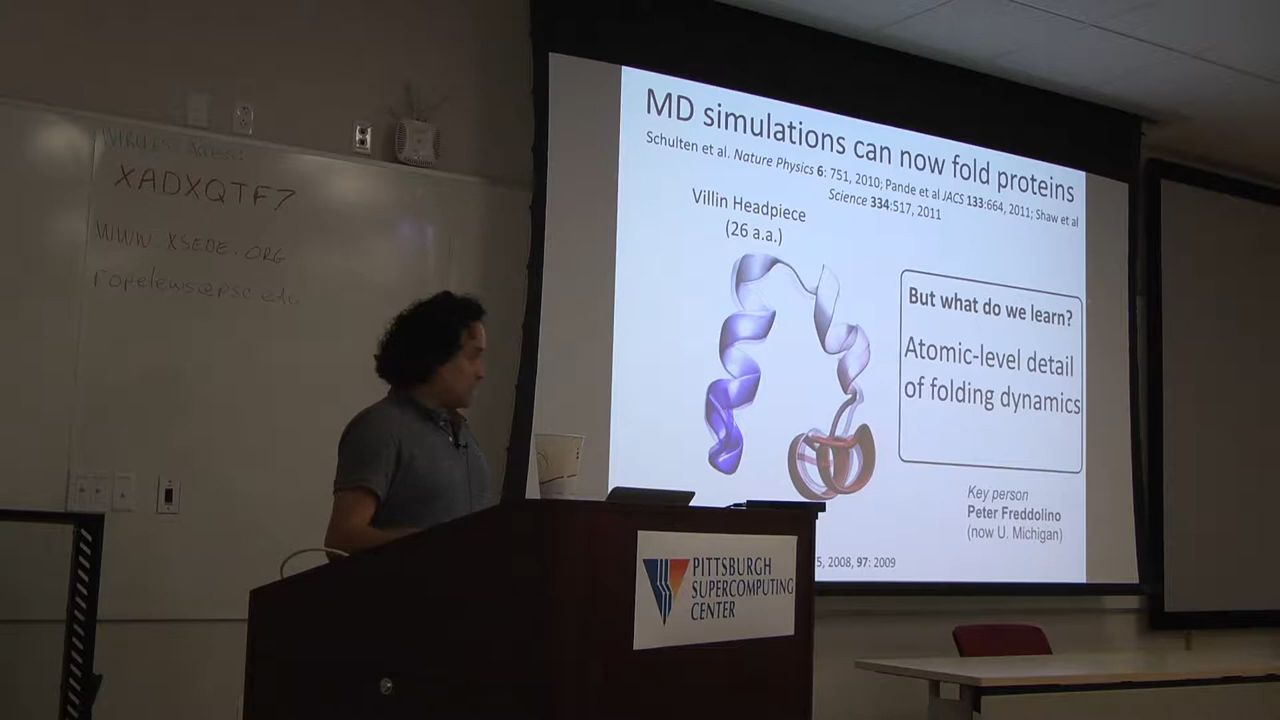 XADXQTF7
WWW.XSEDE.ORG
ropelews@psc.edu
MD simulations can now fold proteins
Schulten et al. Nature Physics 6: 751, 2010; Pande et al JACS 133:664, 2011; Shaw et al
Science 334:517, 2011
Villin Headpiece
(26 a.a.)
But what do we learn?
Atomic-level detail
of folding dynamics
Key person
Peter Freddolino
(now U. Michigan)
5, 2008, 97: 2009
PITTSBURGH
SUPERCOMPUTING
CENTER